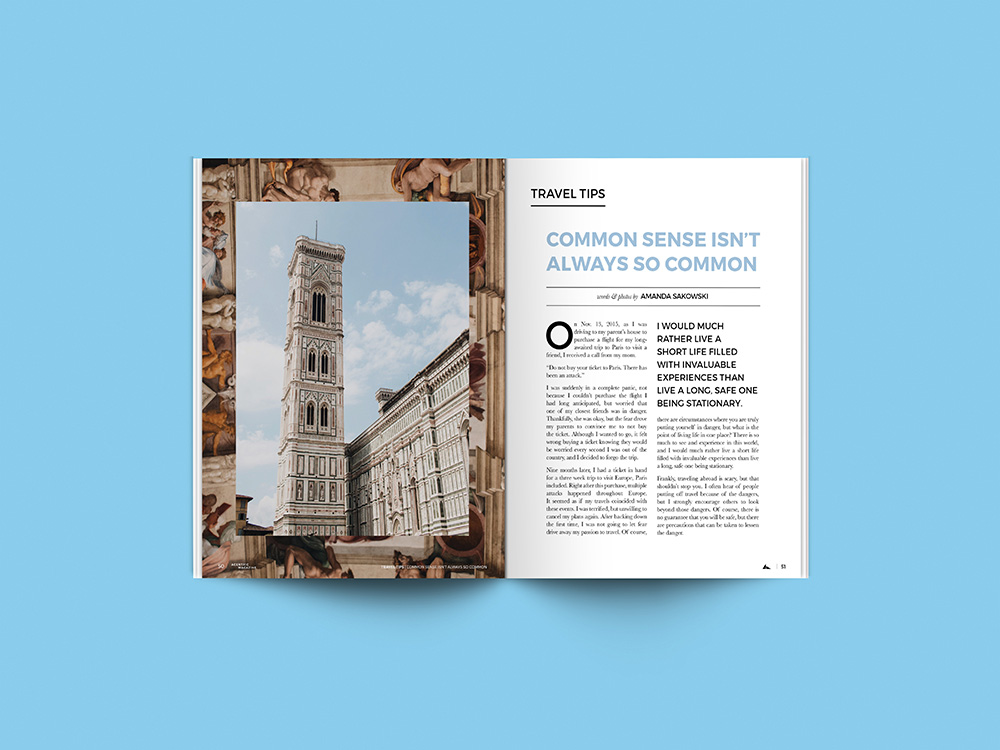 50
TRAVEL TIPS | COMMON SENSE ISN'T ALWAYS SO COMMON
TRAVEL TIPS
COMMON SENSE ISN'T
ALWAYS SO COMMON
words & photos by AMANDA SAKOWSKI
On Nov. 13, 2015, as I was
driving to my parent's house to
purchase a flight for my long-
awaited trip to Paris to visit a
friend, I received a call from my mom.
"Do not buy your ticket to Paris. There has
been an attack."
I was suddenly in a complete panic, not
because I couldn't purchase the flight I
had long anticipated, but worried that
one of my closest friends was in danger.
Thankfully, she was okay, but the fear drove
my parents to convince me to not buy
the ticket. Although I wanted to go, it felt
wrong buying a ticket knowing they would
be worried every second I was out of the
country, and I decided to forgo the trip.
Nine months later, I had a ticket in hand
for a three week trip to visit Europe, Paris
included. Right after this purchase, multiple
attacks happened throughout Europe.
It seemed as if my travels coincided with
these events. I was terrified, but unwilling to
cancel my plans again. After backing down
the first time, I was not going to let fear
drive away my passion to travel. Of course,
I WOULD MUCH
RATHER LIVE A
SHORT LIFE FILLED
WITH INVALUABLE
EXPERIENCES THAN
LIVE A LONG, SAFE ONE
BEING STATIONARY.
there are circumstances where you are truly
putting yourself in danger, but what is the
point of living life in one place? There is so
much to see and experience in this world,
and I would much rather live a short life
filled with invaluable experiences than live
a long, safe one being stationary.
Frankly, traveling abroad is scary, but that
shouldn't stop you. I often hear of people
putting off travel because of the dangers,
but I strongly encourage others to look
beyond those dangers. Of course, there is
no guarantee that you will be safe, but there
are precautions that can be taken to lessen
the danger.
51